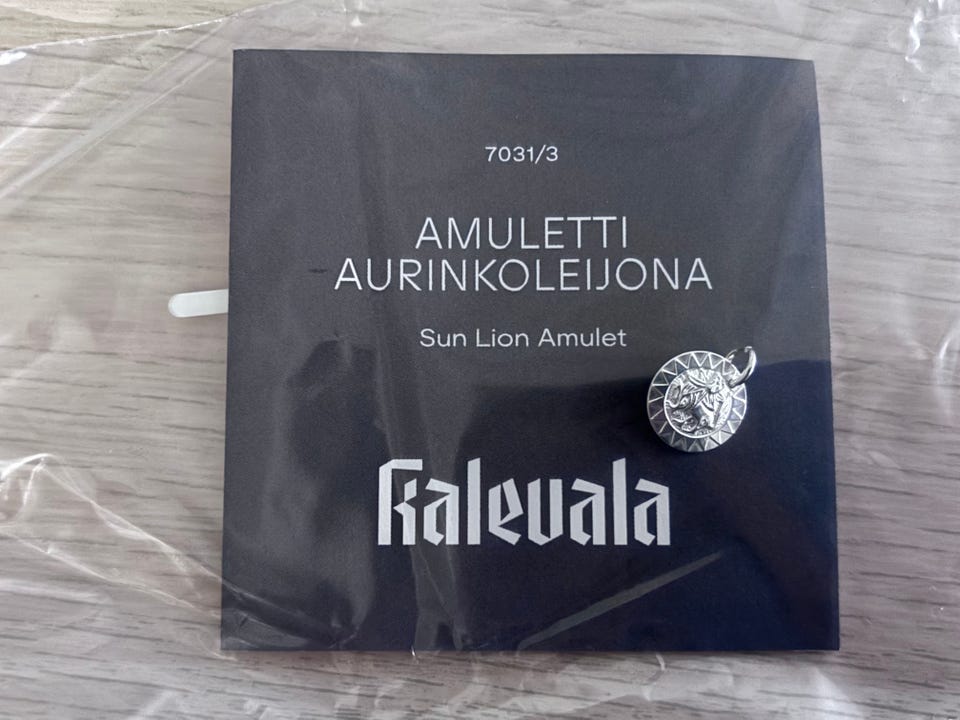 7031/3
AMULETTI
AURINKOLEIJONA
Sun Lion Amulet
Kalevala